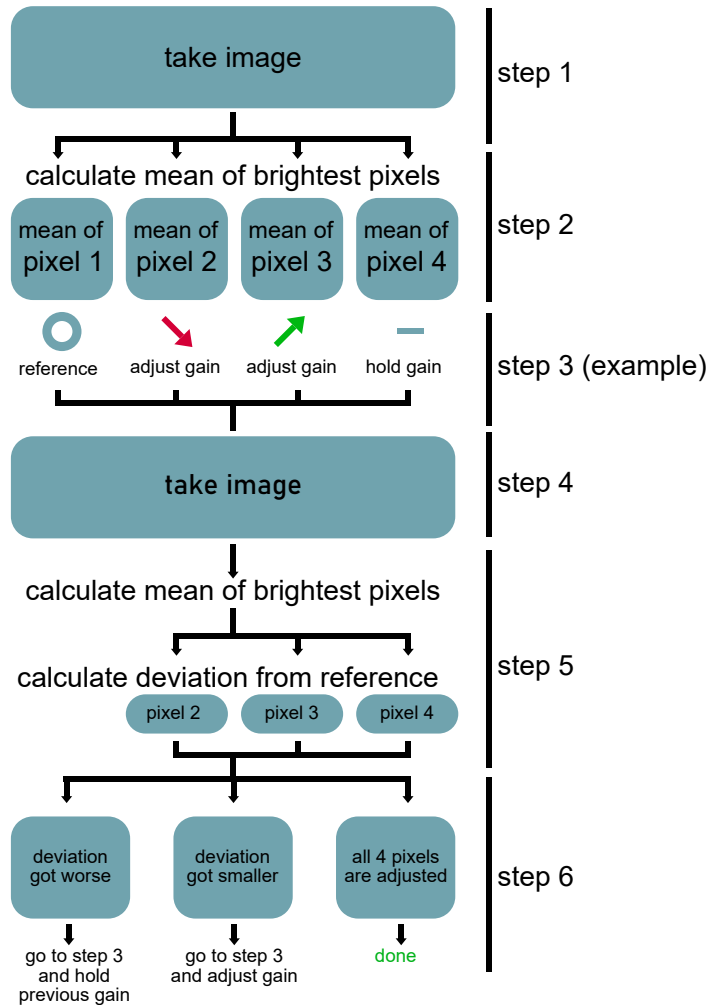 take image
step 1
calculate mean of brightest pixels
mean of
pixel 1
mean of
pixel 2
mean of
pixel 3
mean of
pixel 4
step 2
reference
adjust gain
adjust gain
hold gain
step 3 (example)
take image
step 4
calculate mean of brightest pixels
calculate deviation from reference
pixel 2
pixel 3
pixel 4
step 5
deviation
got worse
deviation
got smaller
all 4 pixels
are adjusted
step 6
go to step 3
and hold
previous gain
go to step 3
and adjust gain
done